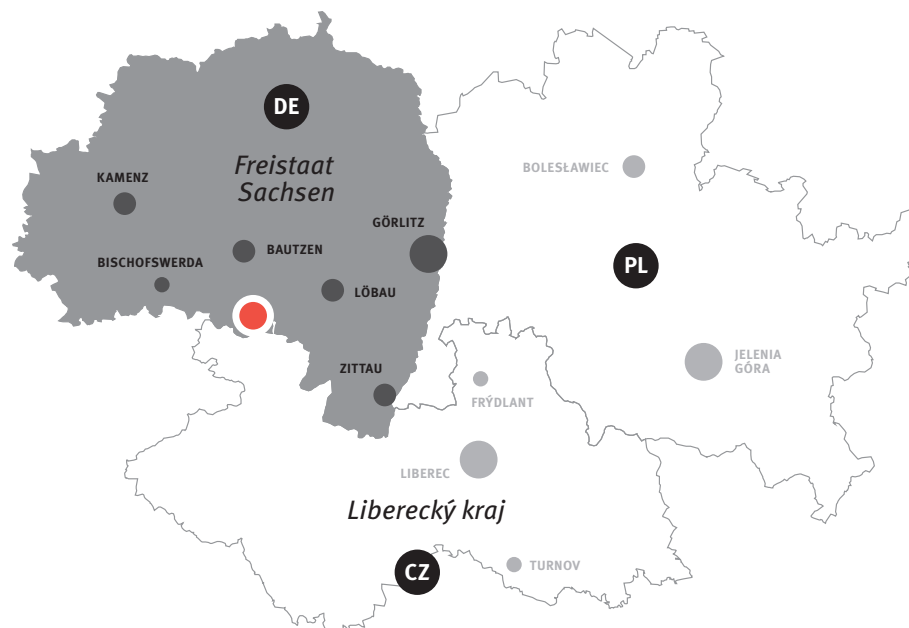 DE
Freistaat
Sachsen
BOLESŁAWIEC
KAMENZ
GÖRLITZ
BAUTZEN
BISCHOFSWERDA
PL
LÖBAU
JELENIA
GÓRA
ZITTAU
FRÝDLANT
LIBEREC
Liberecký kraj
CZ
TURNOV